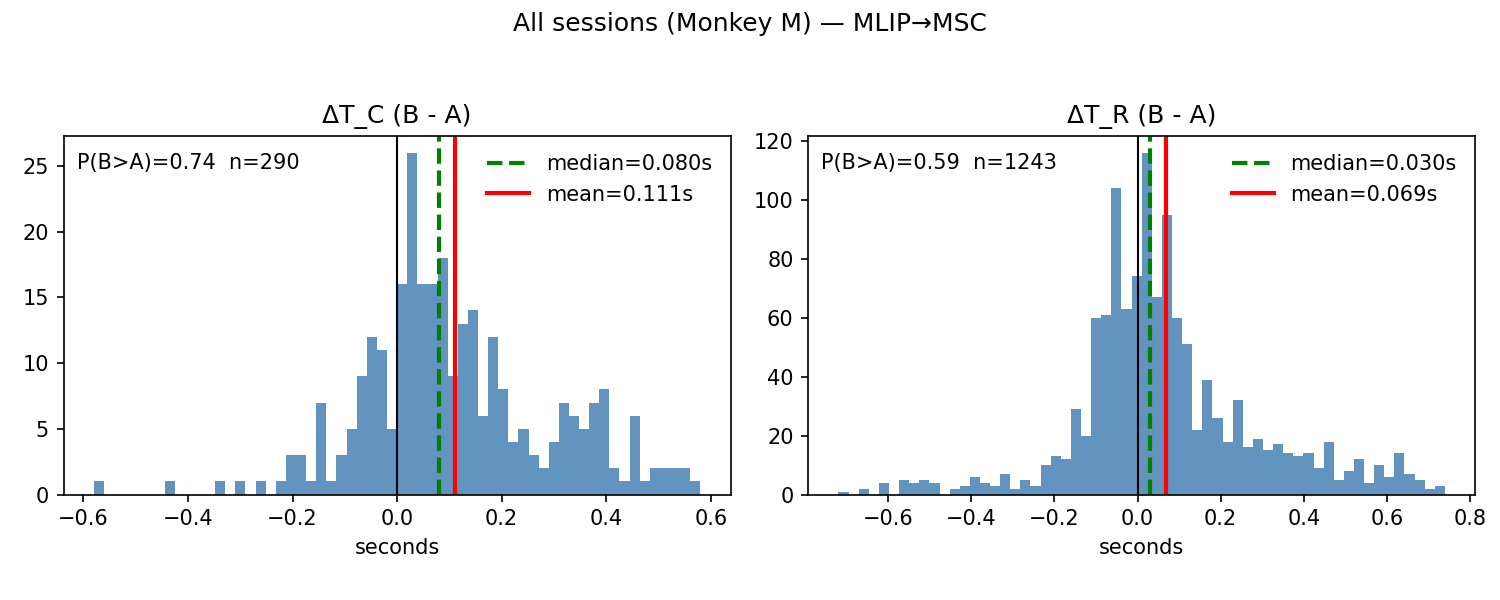 All sessions (Monkey M) — MLIP→MSC
ΔT_C (B - A)
P(B>A)=0.74  n=290
median=0.080s
mean=0.111s
25
20
15
10
5
0
−0.6 −0.4 −0.2 0.0 0.2 0.4 0.6
seconds
ΔT_R (B - A)
P(B>A)=0.59  n=1243
median=0.030s
mean=0.069s
120
100
80
60
40
20
0
−0.6 −0.4 −0.2 0.0 0.2 0.4 0.6 0.8
seconds